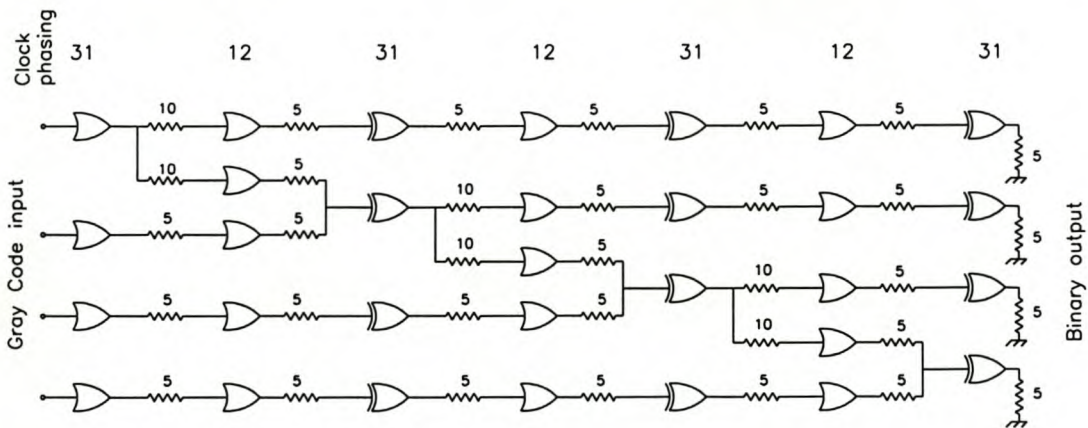 Clock phasing
31 12 31 12 31 12 31
10 5 5 5 5 5
5
10 5
10 5 5 5
5
Gray Code input
5 5
10 5
10 5
5
5 5 5 5
10 5
5 5 5 5 5 5
5
Binary output